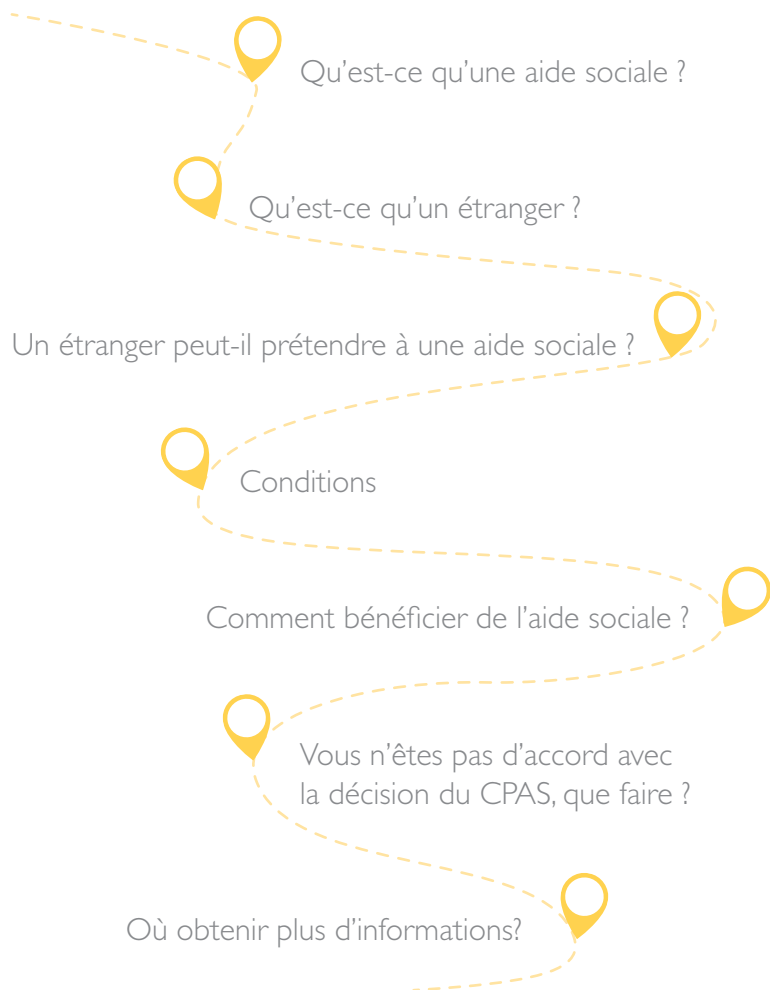 Qu’est-ce qu’une aide sociale ?
Qu’est-ce qu’un étranger ?
Un étranger peut-il prétendre à une aide sociale ?
Conditions
Comment bénéficier de l’aide sociale ?
Vous n’êtes pas d’accord avec
la décision du CPAS, que faire ?
Où obtenir plus d’informations?